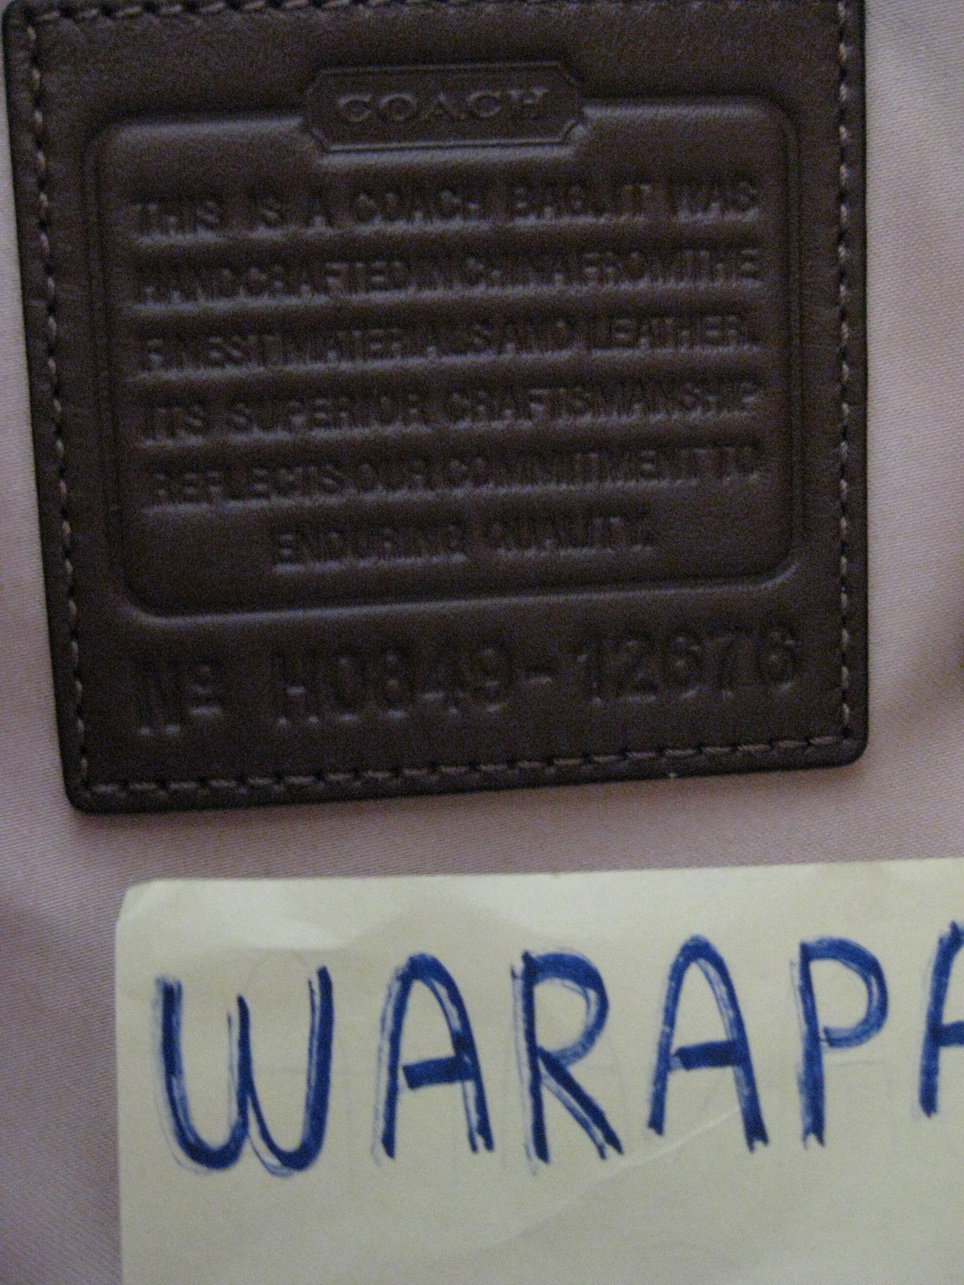 COACH
THIS IS A COACH BAG. IT WAS
HANDCRAFTED IN CHINA FROM THE
FINEST MATERIALS AND LEATHER.
ITS SUPERIOR CRAFTSMANSHIP
REFLECTS OUR COMMITMENT TO
ENDURING QUALITY.
Nº H0849-12676
WARAPA